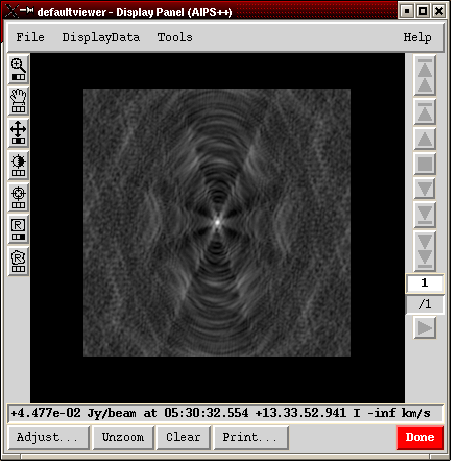 defaultviewer - Display Panel (AIPS++)
File DisplayData Tools Help
R
R
1
/1
+4.477e-02 Jy/beam at 05:30:32.554 +13.33.52.941 I -inf km/s
Adjust... Unzoom Clear Print... Done